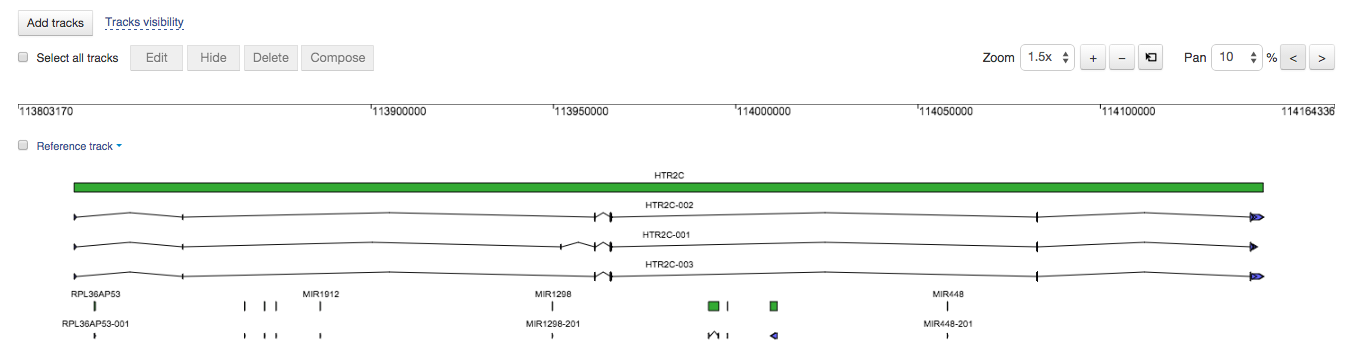 Add tracks Tracks visibility
Select all tracks Edit Hide Delete Compose Zoom 1.5x + − Pan 10 % < >
113803170 113900000 113950000 114000000 114050000 114100000 114164336
Reference track
HTR2C
HTR2C-002
HTR2C-001
HTR2C-003
RPL36AP53 MIR1912 MIR1298 MIR448
RPL36AP53-001 MIR1298-201 MIR448-201